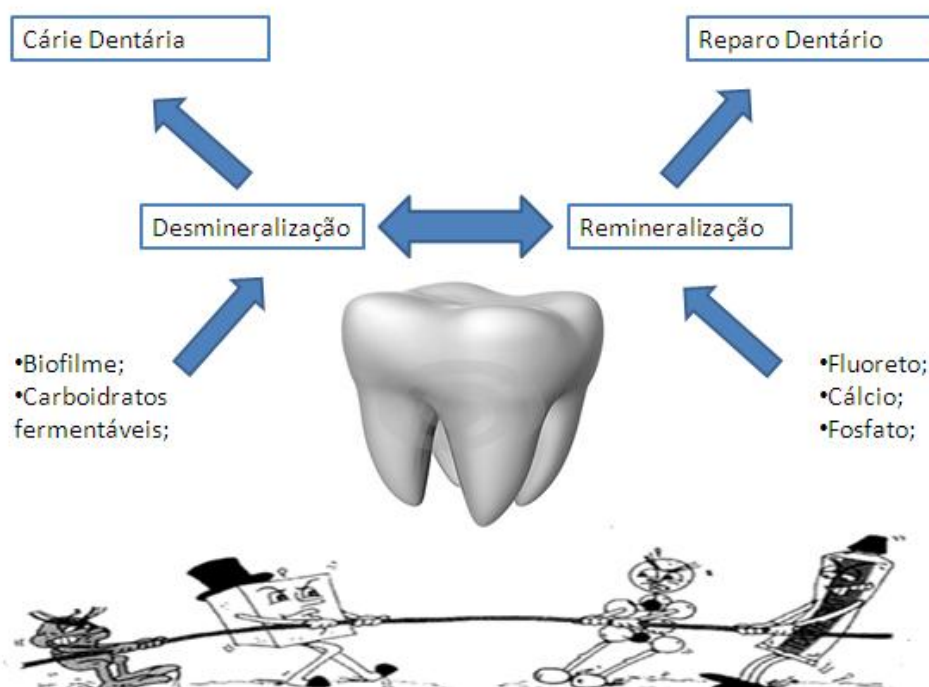 Cárie Dentária
Reparo Dentário
Desmineralização
Remineralização
•Biofilme;
•Carboidratos
fermentáveis;
•Fluoreto;
•Cálcio;
•Fosfato;